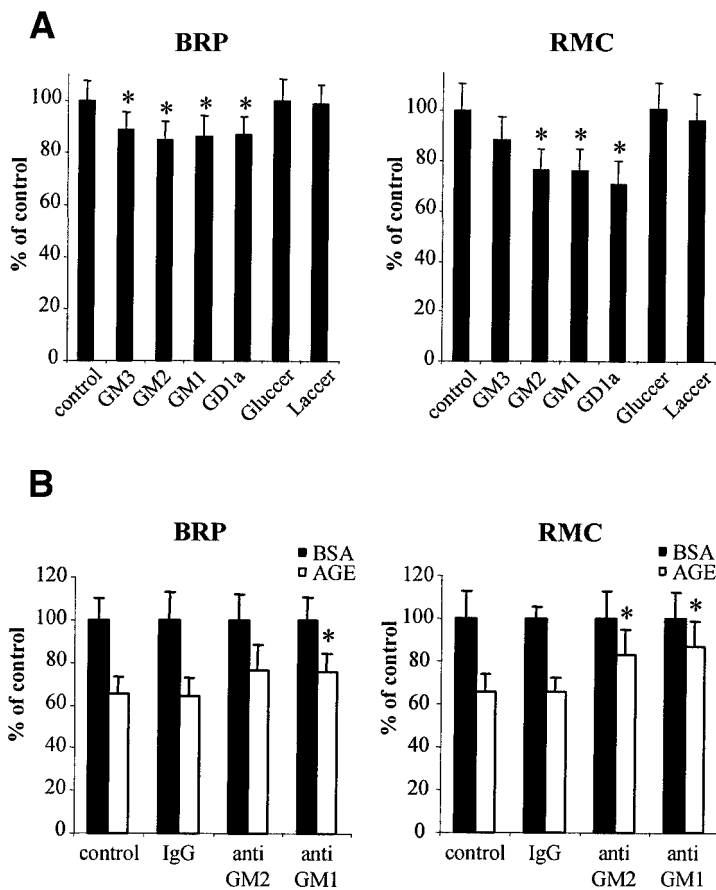 A
BRP
RMC
% of control
100
80
60
40
20
0
* * * *
control GM3 GM2 GM1 GD1a Gluccer Laccer
% of control
100
80
60
40
20
0
* * *
control GM3 GM2 GM1 GD1a Gluccer Laccer
B
BRP
BSA
AGE
% of control
120
100
80
60
40
20
0
*
control IgG anti GM2 anti GM1
RMC
BSA
AGE
% of control
120
100
80
60
40
20
0
* *
control IgG anti GM2 anti GM1